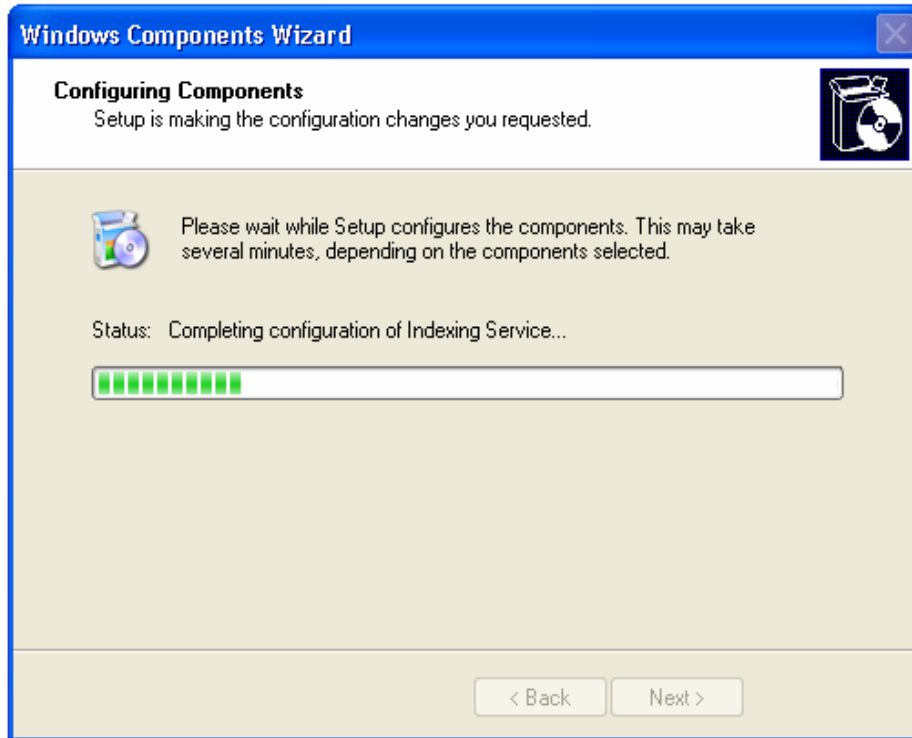 Windows Components Wizard
Configuring Components
Setup is making the configuration changes you requested.
Please wait while Setup configures the components. This may take
several minutes, depending on the components selected.
Status: Completing configuration of Indexing Service...
< Back Next >